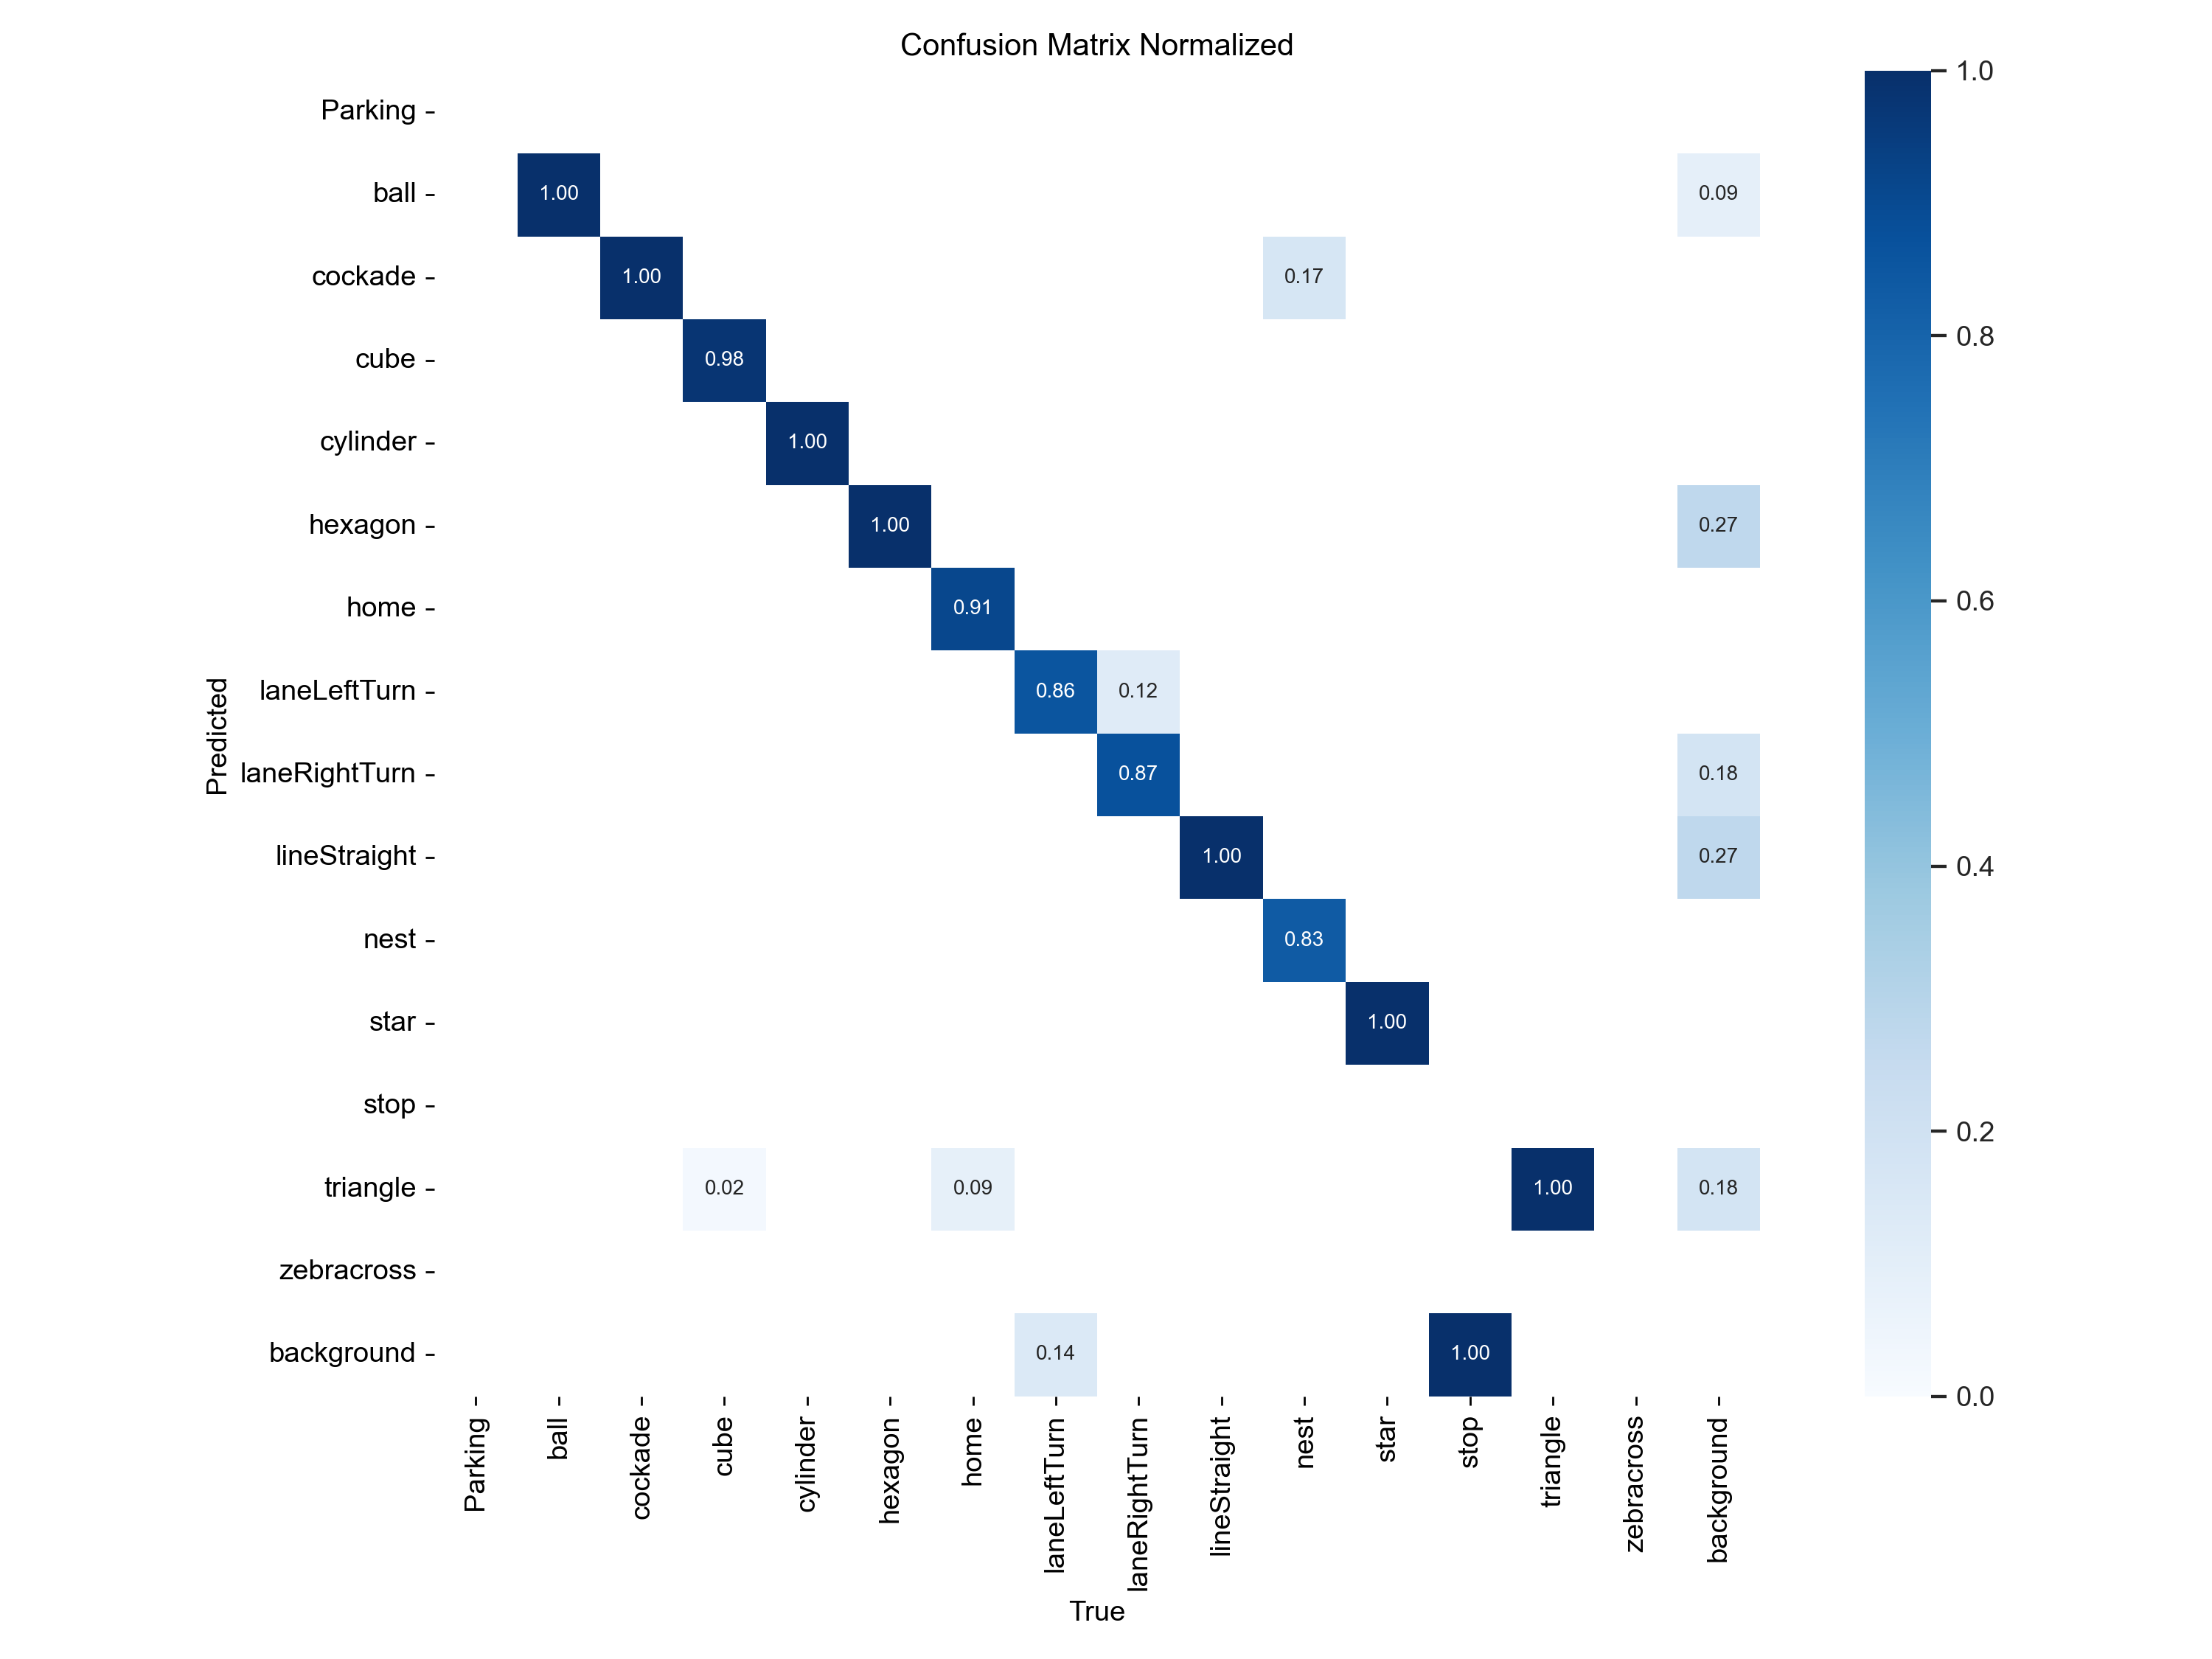 Confusion Matrix Normalized
Parking
ball 1.00 0.09
cockade 1.00 0.17
cube 0.98
cylinder 1.00
hexagon 1.00 0.27
home 0.91
laneLeftTurn 0.86 0.12
laneRightTurn 0.87 0.18
lineStraight 1.00 0.27
nest 0.83
star 1.00
stop
triangle 0.02 0.09 1.00 0.18
zebracross
background 0.14 1.00
Predicted
Parking ball cockade cube cylinder hexagon home laneLeftTurn laneRightTurn lineStraight nest star stop triangle zebracross background
True
1.0
0.8
0.6
0.4
0.2
0.0